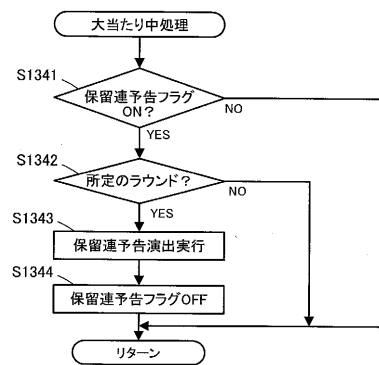 大当たり中処理
S1341
保留連予告フラグ
ON?
NO
YES
S1342
所定のラウンド?
NO
YES
S1343
保留連予告演出実行
S1344
保留連予告フラグOFF
リターン